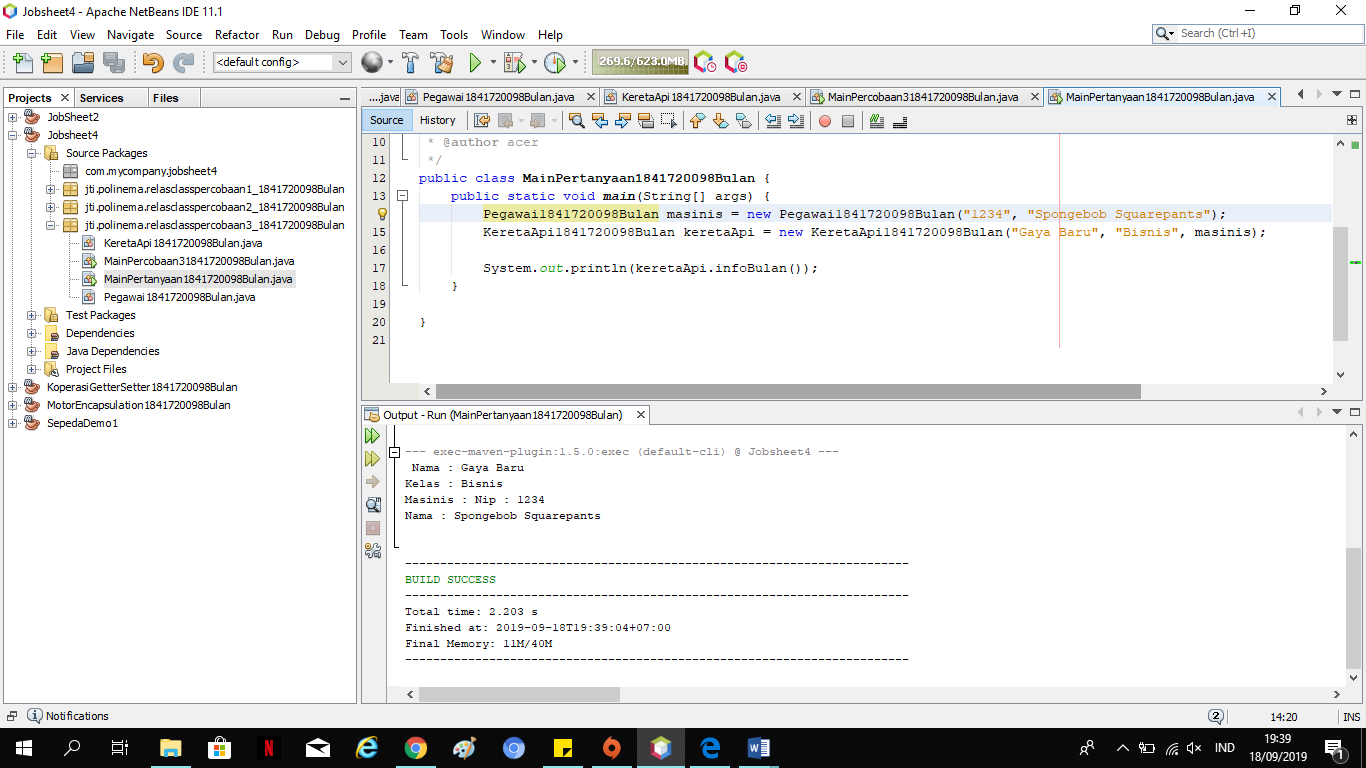 Jobsheet4 - Apache NetBeans IDE 11.1
File Edit View Navigate Source Refactor Run Debug Profile Team Tools Window Help
Search (Ctrl+I)
<default config>
269.6/623.0MB
Projects Services Files
JobSheet2
Jobsheet4
Source Packages
com.mycompany.jobsheet4
jti.polinema.relasclasspercobaan1_1841720098Bulan
jti.polinema.relasclasspercobaan2_1841720098Bulan
jti.polinema.relasclasspercobaan3_1841720098Bulan
KeretaApi1841720098Bulan.java
MainPercobaan31841720098Bulan.java
MainPertanyaan1841720098Bulan.java
Pegawai1841720098Bulan.java
Test Packages
Dependencies
Java Dependencies
Project Files
KoperasiGetterSetter1841720098Bulan
MotorEncapsulation1841720098Bulan
SepedaDemo1
....java Pegawai1841720098Bulan.java KeretaApi1841720098Bulan.java MainPercobaan31841720098Bulan.java MainPertanyaan1841720098Bulan.java
Source History
10 * @author acer
11 */
12 public class MainPertanyaan1841720098Bulan {
13 public static void main(String[] args) {
Pegawai1841720098Bulan masinis = new Pegawai1841720098Bulan("1234", "Spongebob Squarepants");
15 KeretaApi1841720098Bulan keretaApi = new KeretaApi1841720098Bulan("Gaya Baru", "Bisnis", masinis);
16
17 System.out.println(keretaApi.infoBulan());
18 }
19
20 }
21
Output - Run (MainPertanyaan1841720098Bulan)
--- exec-maven-plugin:1.5.0:exec (default-cli) @ Jobsheet4 ---
Nama : Gaya Baru
Kelas : Bisnis
Masinis : Nip : 1234
Nama : Spongebob Squarepants
------------------------------------------------------------------------
BUILD SUCCESS
------------------------------------------------------------------------
Total time: 2.203 s
Finished at: 2019-09-18T19:39:04+07:00
Final Memory: 11M/40M
------------------------------------------------------------------------
Notifications
2
14:20 INS
IND
19:39
18/09/2019
1